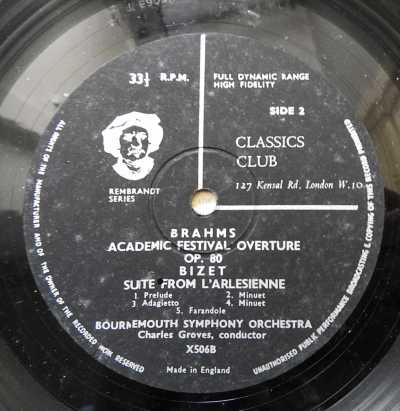 33⅓ R.P.M.
FULL DYNAMIC RANGE
HIGH FIDELITY
SIDE 2
CLASSICS
CLUB
127 Kensal Rd, London W.10
REMBRANDT
SERIES
BRAHMS
ACADEMIC FESTIVAL OVERTURE
OP. 80
BIZET
SUITE FROM L'ARLESIENNE
1. Prelude 2. Minuet
3. Adagietto 4. Minuet
5. Farandole
BOURNEMOUTH SYMPHONY ORCHESTRA
Charles Groves, conductor
X506B
Made in England
ALL RIGHTS OF THE MANUFACTURER AND OF THE OWNER OF THE RECORDED WORK RESERVED
UNAUTHORISED PUBLIC PERFORMANCE BROADCASTING & COPYING OF THIS RECORD PROHIBITED